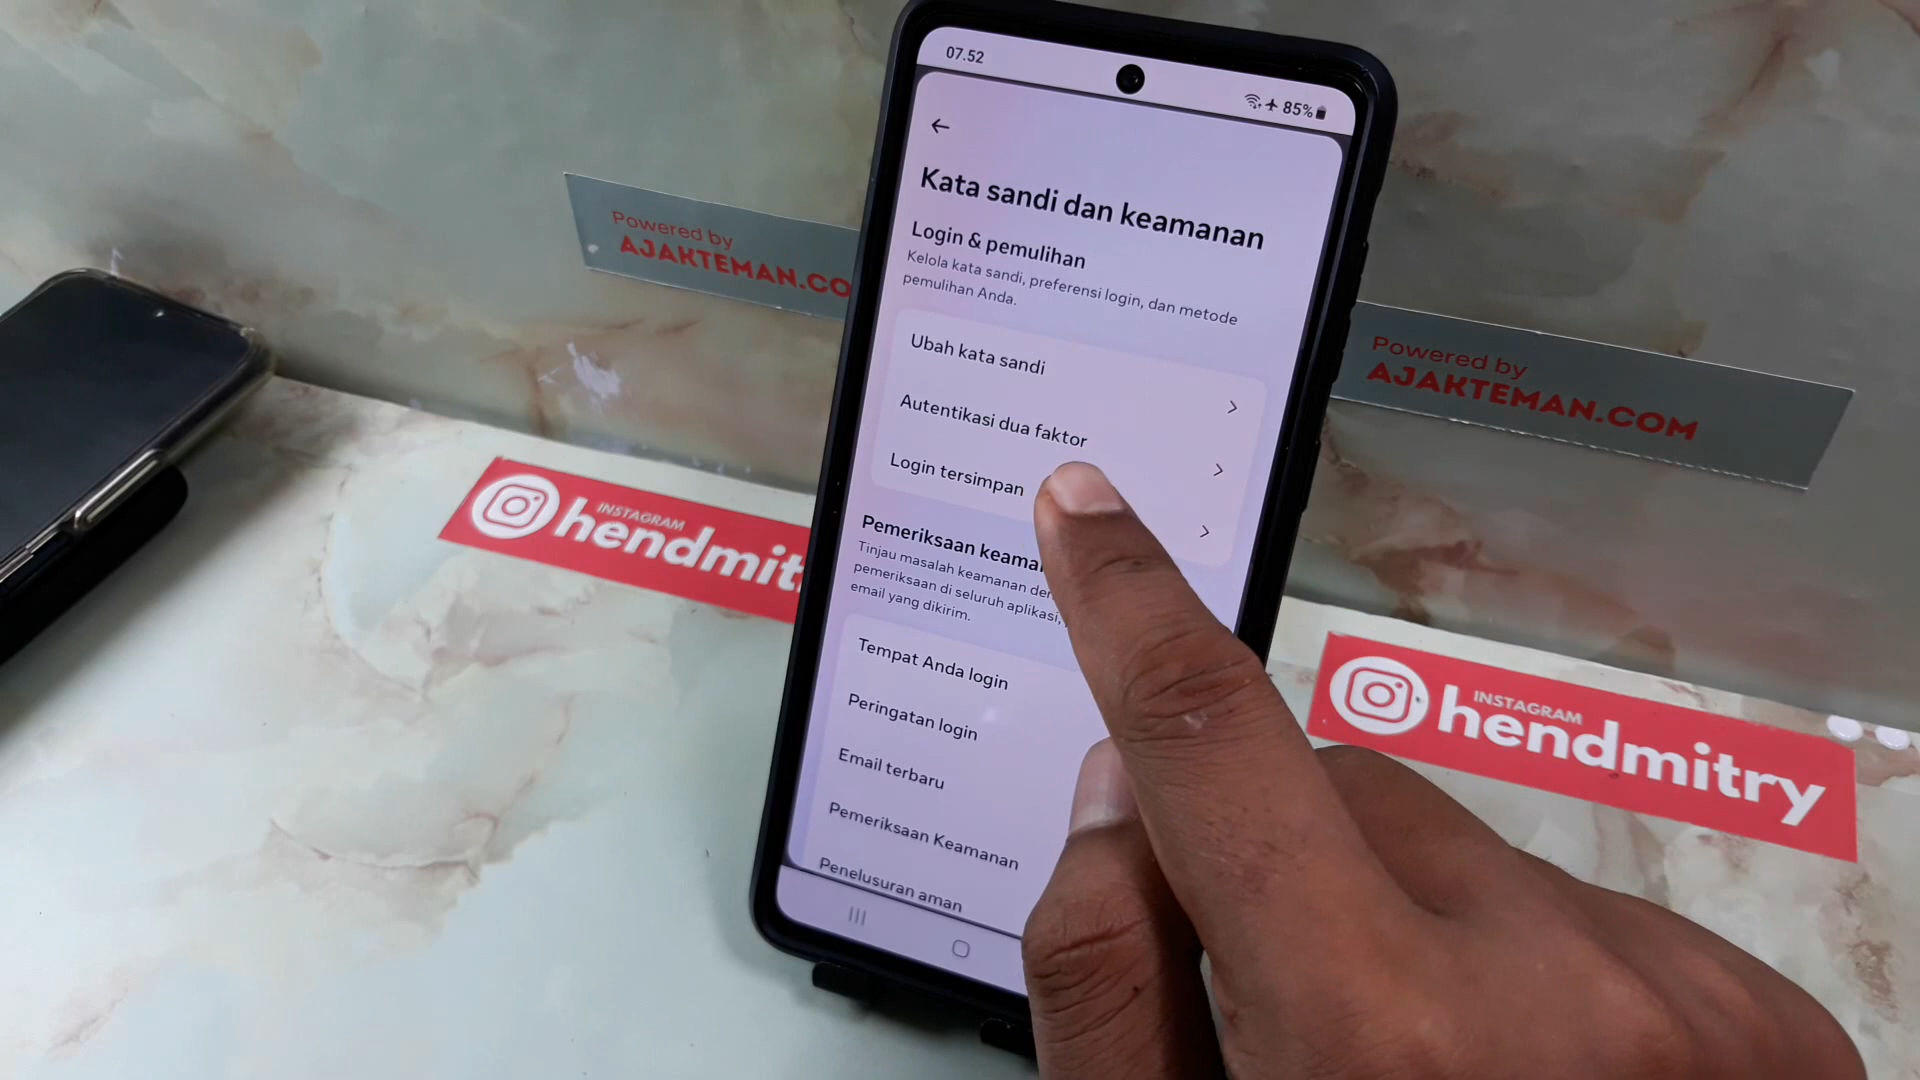 07.52
85%
Kata sandi dan keamanan
Login & pemulihan
Kelola kata sandi, preferensi login, dan metode
pemulihan Anda.
Ubah kata sandi
Autentikasi dua faktor
Login tersimpan
Pemeriksaan keama
Tinjau masalah keamanan
pemeriksaan di seluruh aplikasi,
email yang dikirim.
Tempat Anda login
Peringatan login
Email terbaru
Pemeriksaan Keamanan
Penelusuran aman
Powered by
AJAKTEMAN.CO
Powered by
AJAKTEMAN.COM
INSTAGRAM
hendmit
INSTAGRAM
hendmitry